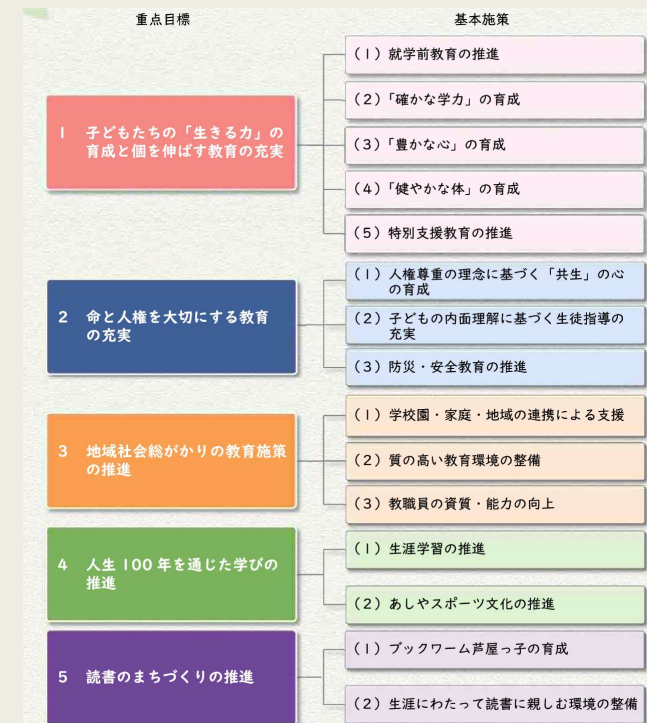 重点目標
基本施策
1 子どもたちの「生きる力」の
育成と個を伸ばす教育の充実
(1)就学前教育の推進
(2)「確かな学力」の育成
(3)「豊かな心」の育成
(4)「健やかな体」の育成
(5)特別支援教育の推進
2 命と人権を大切にする教育
の充実
(1)人権尊重の理念に基づく「共生」の心
の育成
(2)子どもの内面理解に基づく生徒指導の
充実
(3)防災・安全教育の推進
3 地域社会総がかりの教育施策
の推進
(1)学校園・家庭・地域の連携による支援
(2)質の高い教育環境の整備
(3)教職員の資質・能力の向上
4 人生100年を通じた学びの
推進
(1)生涯学習の推進
(2)あしやスポーツ文化の推進
5 読書のまちづくりの推進
(1)ブックワーム芦屋っ子の育成
(2)生涯にわたって読書に親しむ環境の整備